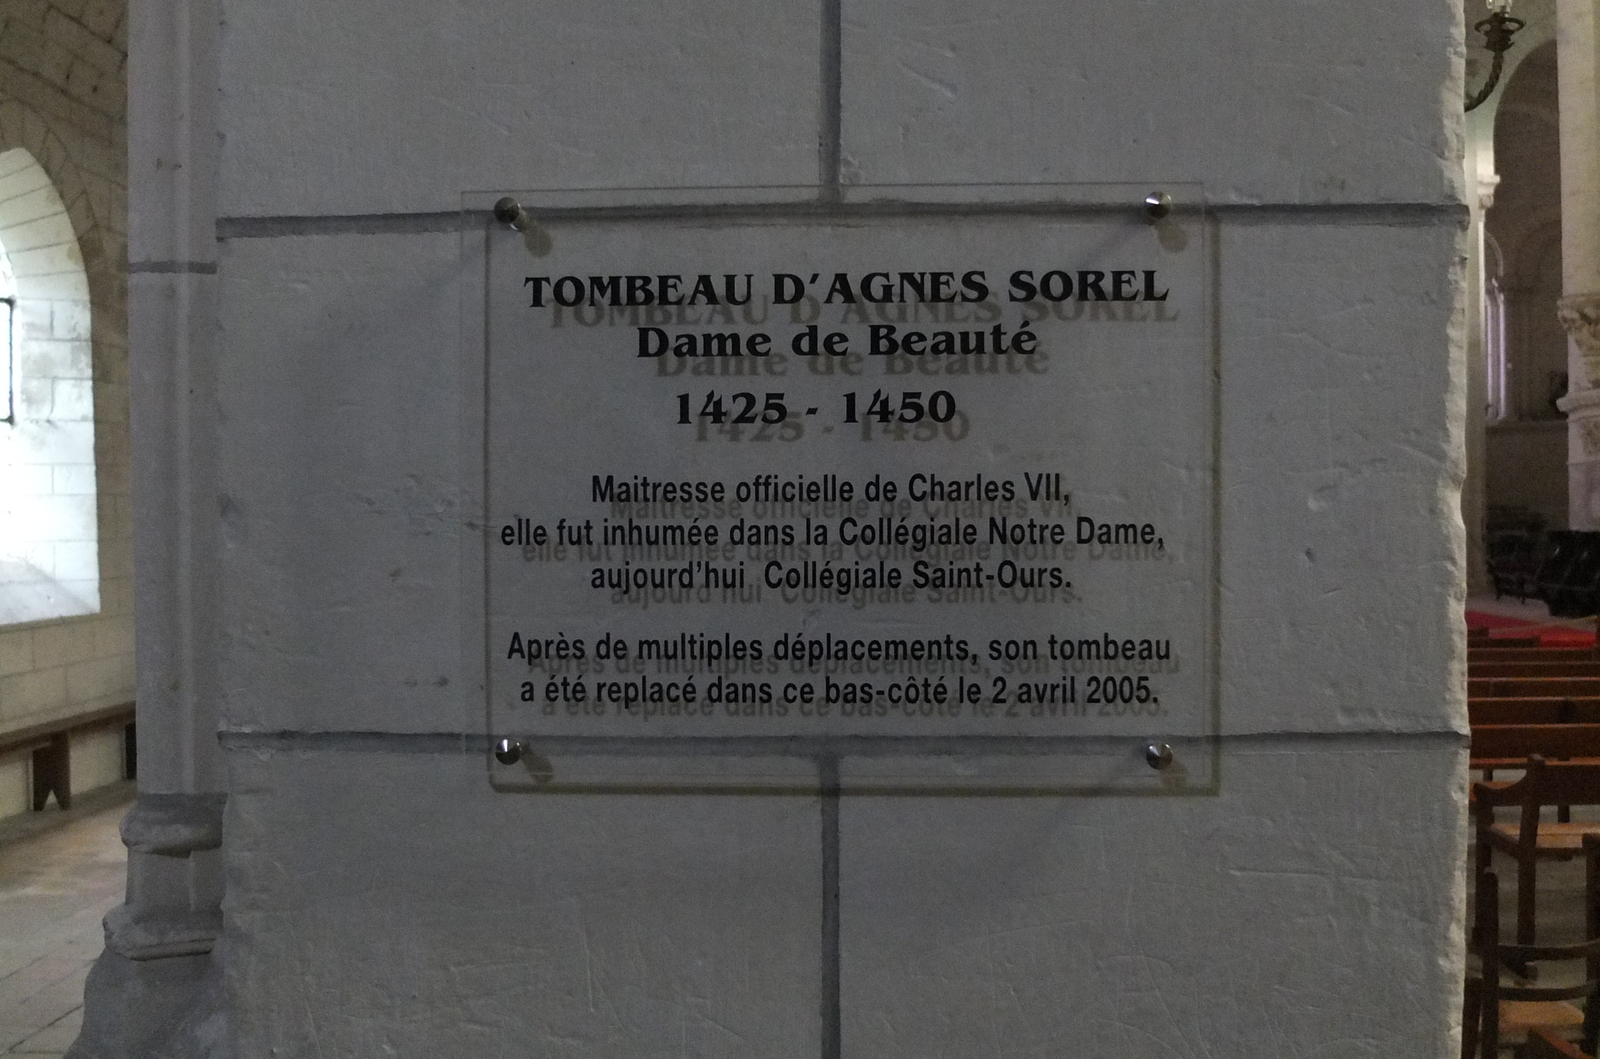 TOMBEAU D'AGNES SOREL
Dame de Beauté
1425 - 1450
Maitresse officielle de Charles VII,
elle fut inhumée dans la Collégiale Notre Dame,
aujourd'hui Collégiale Saint-Ours.
Après de multiples déplacements, son tombeau
a été replacé dans ce bas-côté le 2 avril 2005.